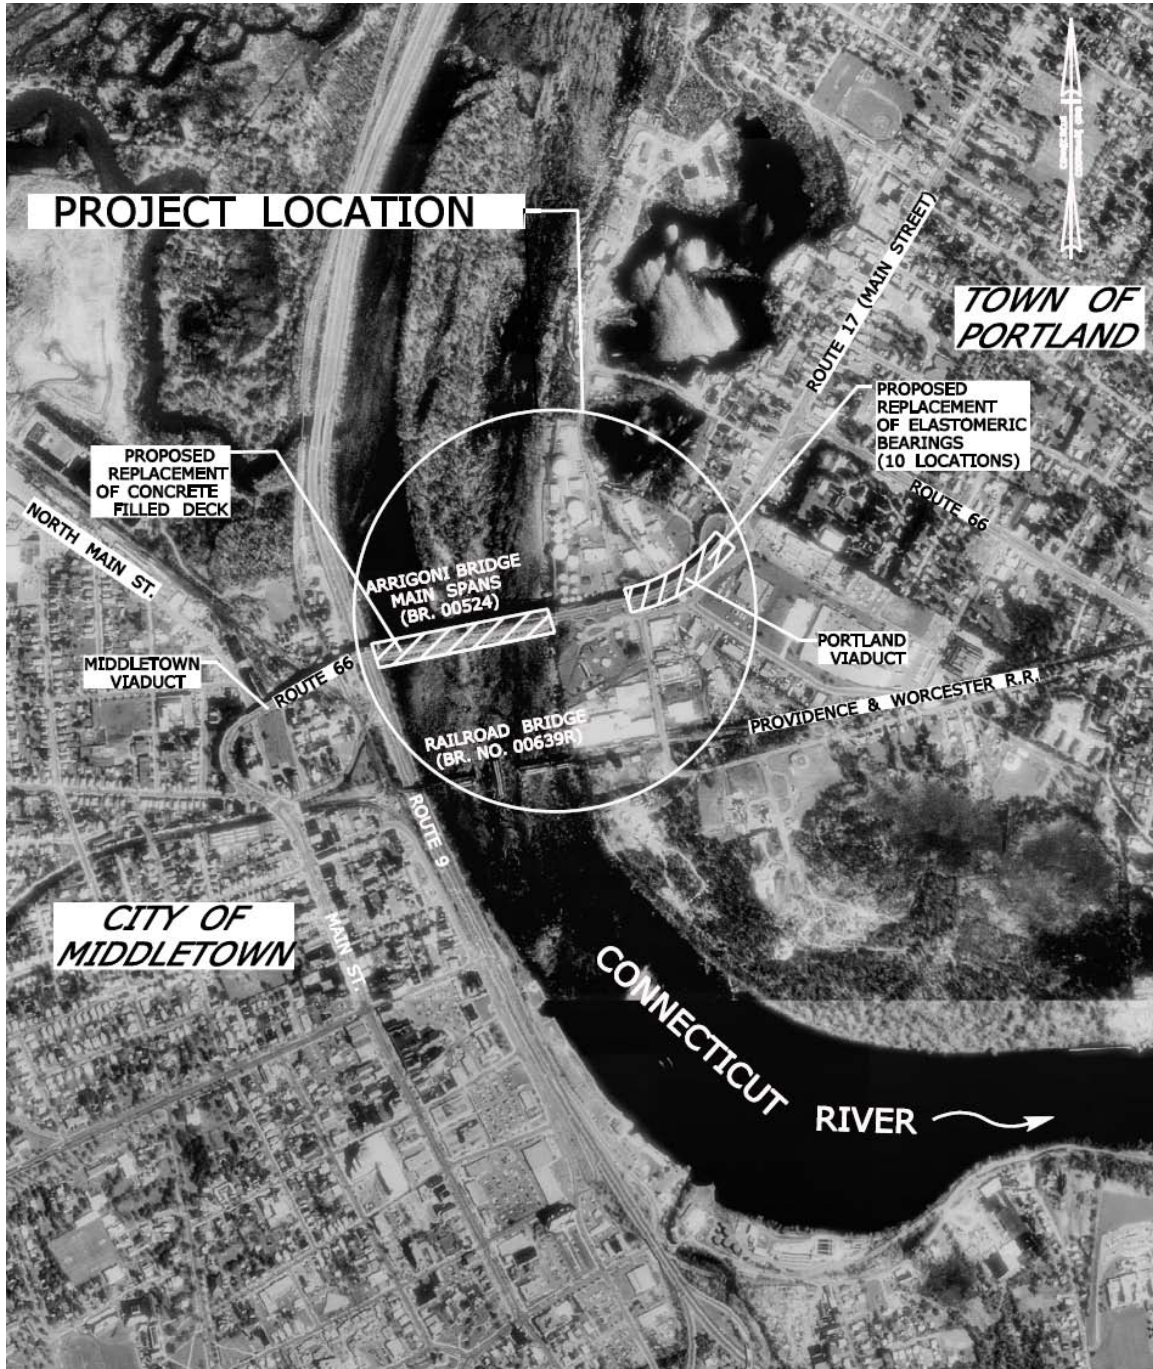 PROJECT LOCATION
TOWN OF
PORTLAND
ROUTE 17 (MAIN STREET)
PROPOSED
REPLACEMENT
OF ELASTOMERIC
BEARINGS
(10 LOCATIONS)
PROPOSED
REPLACEMENT
OF CONCRETE
FILLED DECK
ROUTE 66
NORTH MAIN ST.
ARRIGONI BRIDGE
MAIN SPANS
(BR. 00524)
PORTLAND
VIADUCT
MIDDLETOWN
VIADUCT
ROUTE 66
PROVIDENCE & WORCESTER R.R.
RAILROAD BRIDGE
(BR. NO. 00639R)
ROUTE 9
CITY OF
MIDDLETOWN
MAIN ST.
CONNECTICUT
RIVER